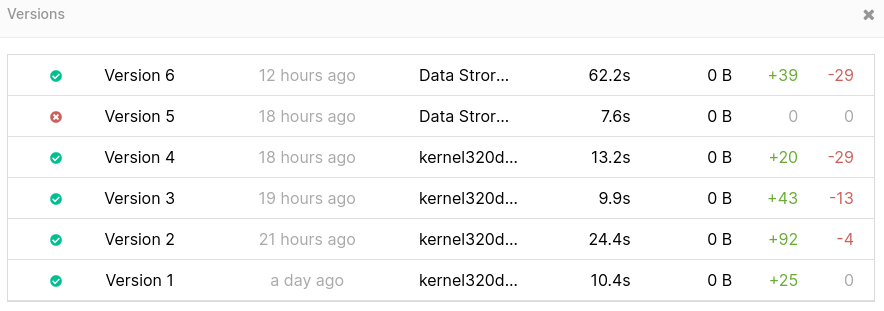 Versions
Version 6 12 hours ago Data Stror... 62.2s 0 B +39 -29
Version 5 18 hours ago Data Stror... 7.6s 0 B 0 0
Version 4 18 hours ago kernel320d... 13.2s 0 B +20 -29
Version 3 19 hours ago kernel320d... 9.9s 0 B +43 -13
Version 2 21 hours ago kernel320d... 24.4s 0 B +92 -4
Version 1 a day ago kernel320d... 10.4s 0 B +25 0